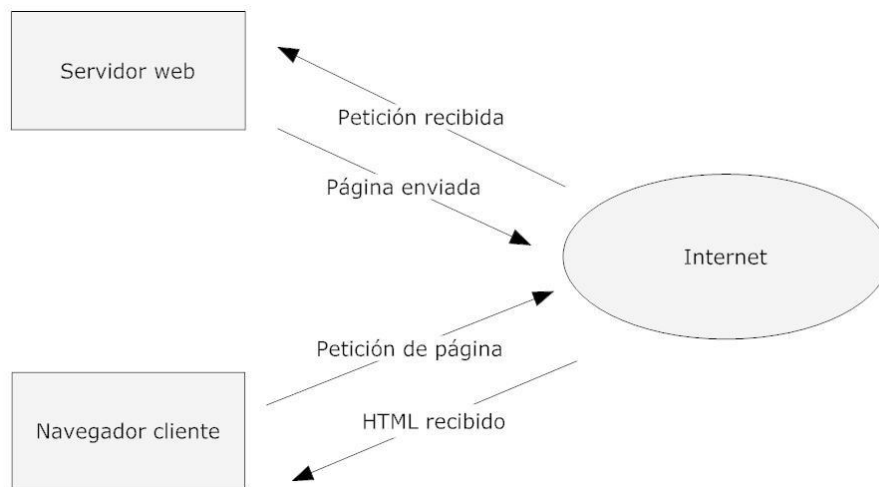 Servidor web
Petición recibida
Página enviada
Internet
Petición de página
HTML recibido
Navegador cliente